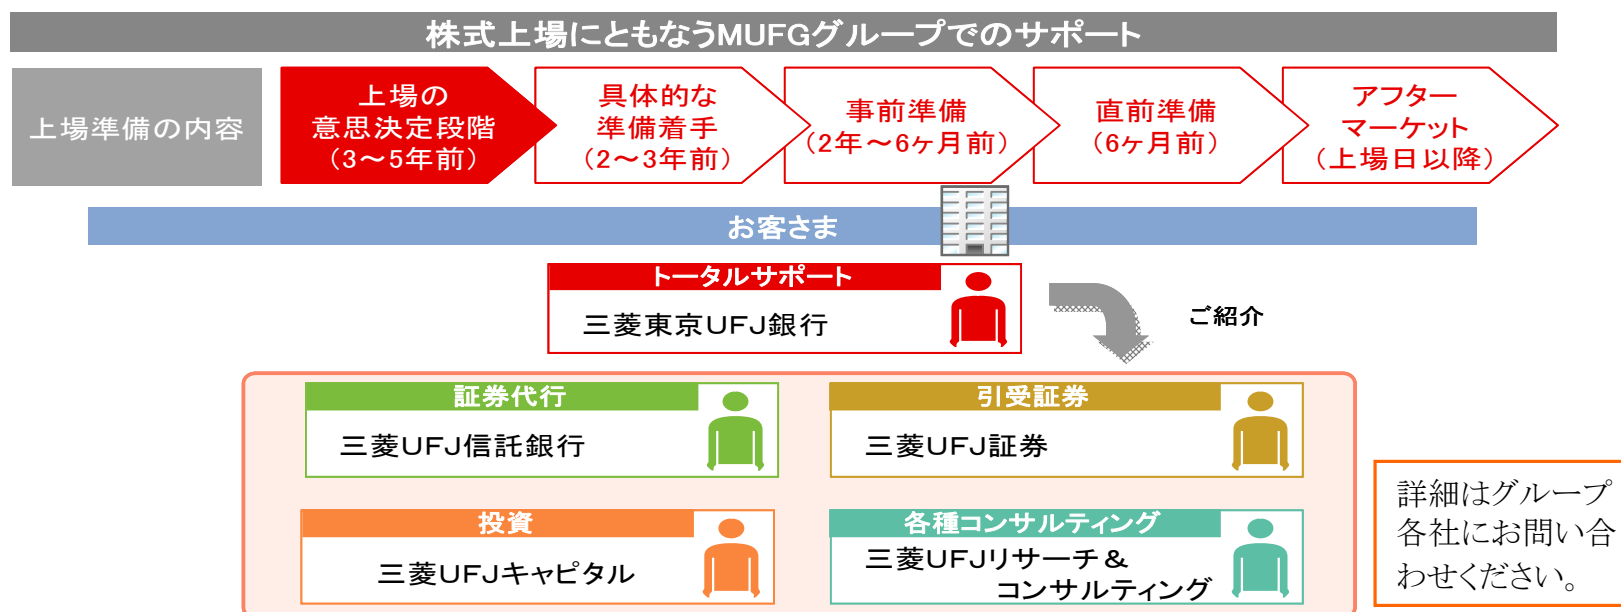 株式上場にともなうMUFGグループでのサポート
上場準備の内容
上場の
意思決定段階
（3～5年前）
具体的な
準備着手
（2～3年前）
事前準備
（2年～6ヶ月前）
直前準備
（6ヶ月前）
アフター
マーケット
（上場日以降）
お客さま
トータルサポート
三菱東京UFJ銀行
ご紹介
証券代行
三菱UFJ信託銀行
引受証券
三菱UFJ証券
投資
三菱UFJキャピタル
各種コンサルティング
三菱UFJリサーチ＆
コンサルティング
詳細はグループ
各社にお問い合
わせください。